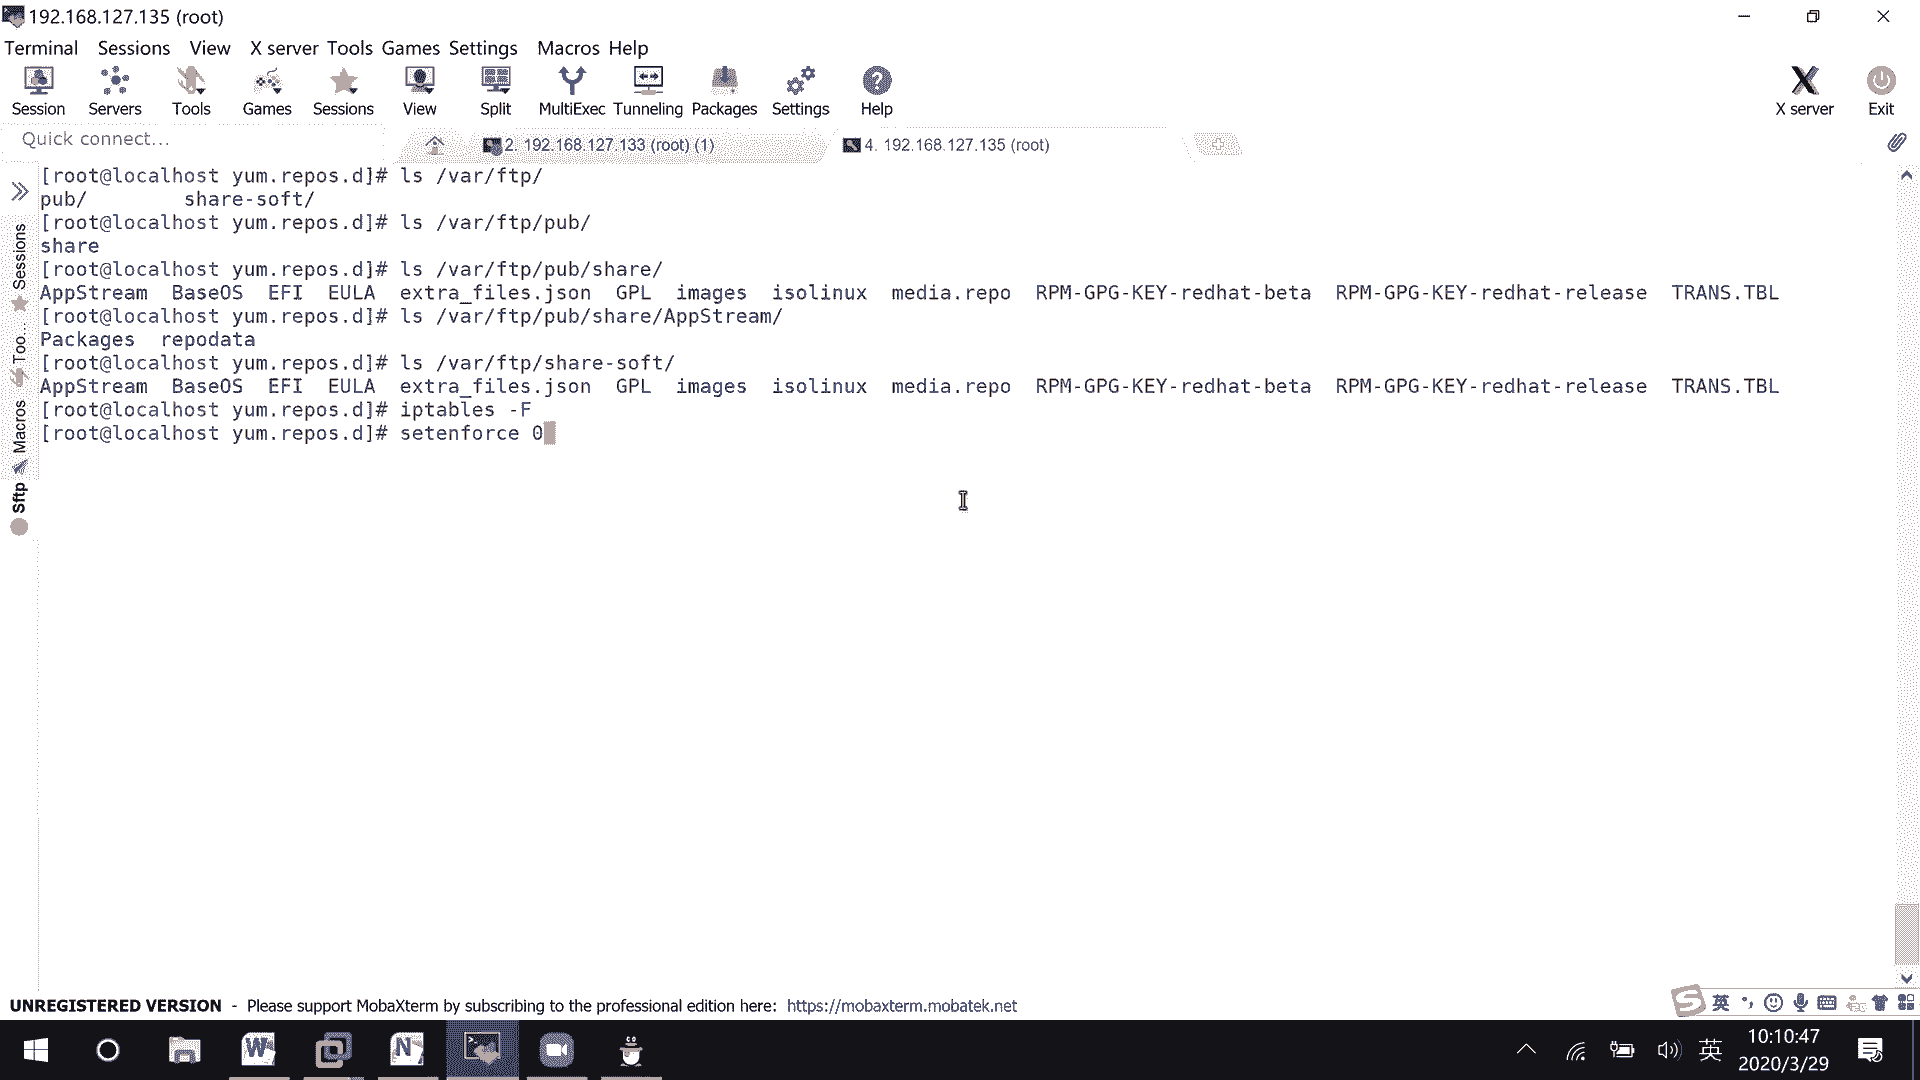 192.168.127.135 (root)
Terminal Sessions View X server Tools Games Settings Macros Help
Session Servers Tools Games Sessions View Split MultiExec Tunneling Packages Settings Help X server Exit
Quick connect...
2. 192.168.127.133 (root) (1)
4. 192.168.127.135 (root)
[root@localhost yum.repos.d]# ls /var/ftp/
pub/ share-soft/
[root@localhost yum.repos.d]# ls /var/ftp/pub/
share
[root@localhost yum.repos.d]# ls /var/ftp/pub/share/
AppStream BaseOS EFI EULA extra_files.json GPL images isolinux media.repo RPM-GPG-KEY-redhat-beta RPM-GPG-KEY-redhat-release TRANS.TBL
[root@localhost yum.repos.d]# ls /var/ftp/pub/share/AppStream/
Packages repodata
[root@localhost yum.repos.d]# ls /var/ftp/share-soft/
AppStream BaseOS EFI EULA extra_files.json GPL images isolinux media.repo RPM-GPG-KEY-redhat-beta RPM-GPG-KEY-redhat-release TRANS.TBL
[root@localhost yum.repos.d]# iptables -F
[root@localhost yum.repos.d]# setenforce 0
Sessions
Too...
Macros
Sftp
UNREGISTERED VERSION - Please support MobaXterm by subscribing to the professional edition here: https://mobaxterm.mobatek.net
英
英
10:10:47
2020/3/29